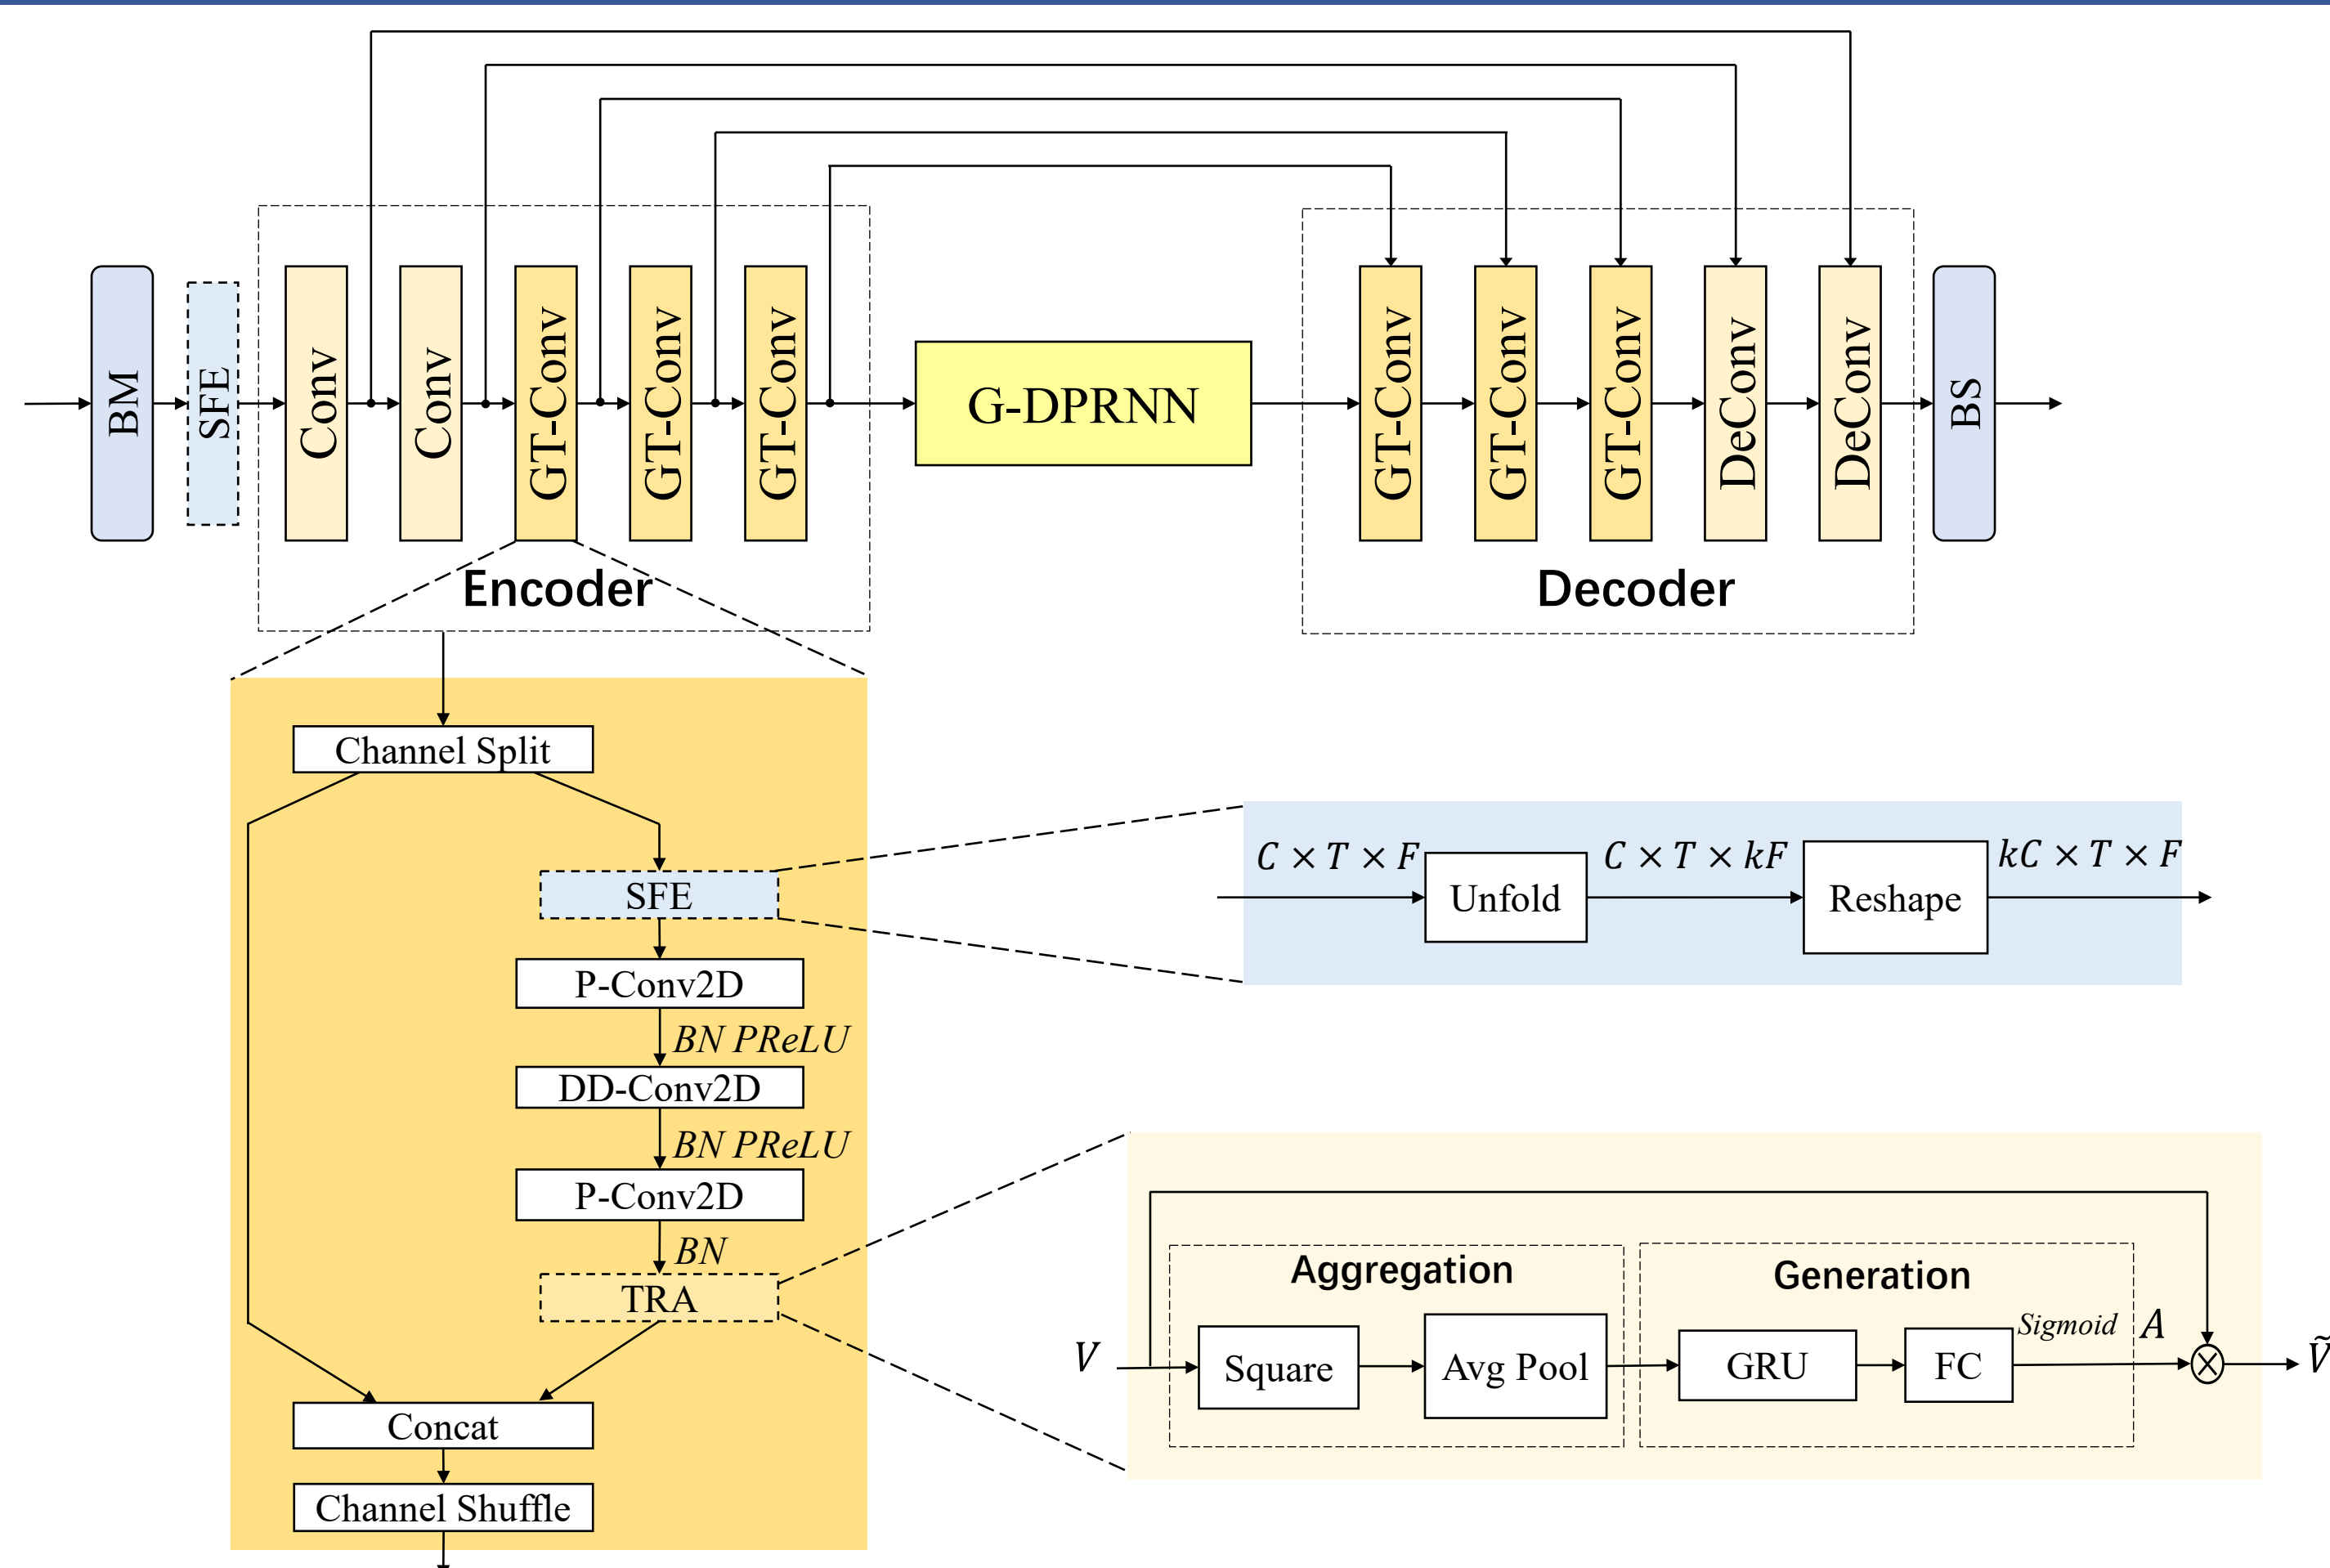 BM
SFE
Conv
Conv
GT-Conv
GT-Conv
GT-Conv
G-DPRNN
GT-Conv
GT-Conv
GT-Conv
DeConv
DeConv
BS
Encoder
Decoder
Channel Split
SFE
P-Conv2D
BN PReLU
DD-Conv2D
BN PReLU
P-Conv2D
BN
TRA
Concat
Channel Shuffle
C × T × F
Unfold
C × T × kF
Reshape
kC × T × F
Aggregation
Generation
V
Square
Avg Pool
GRU
FC
Sigmoid
A
Ṽ